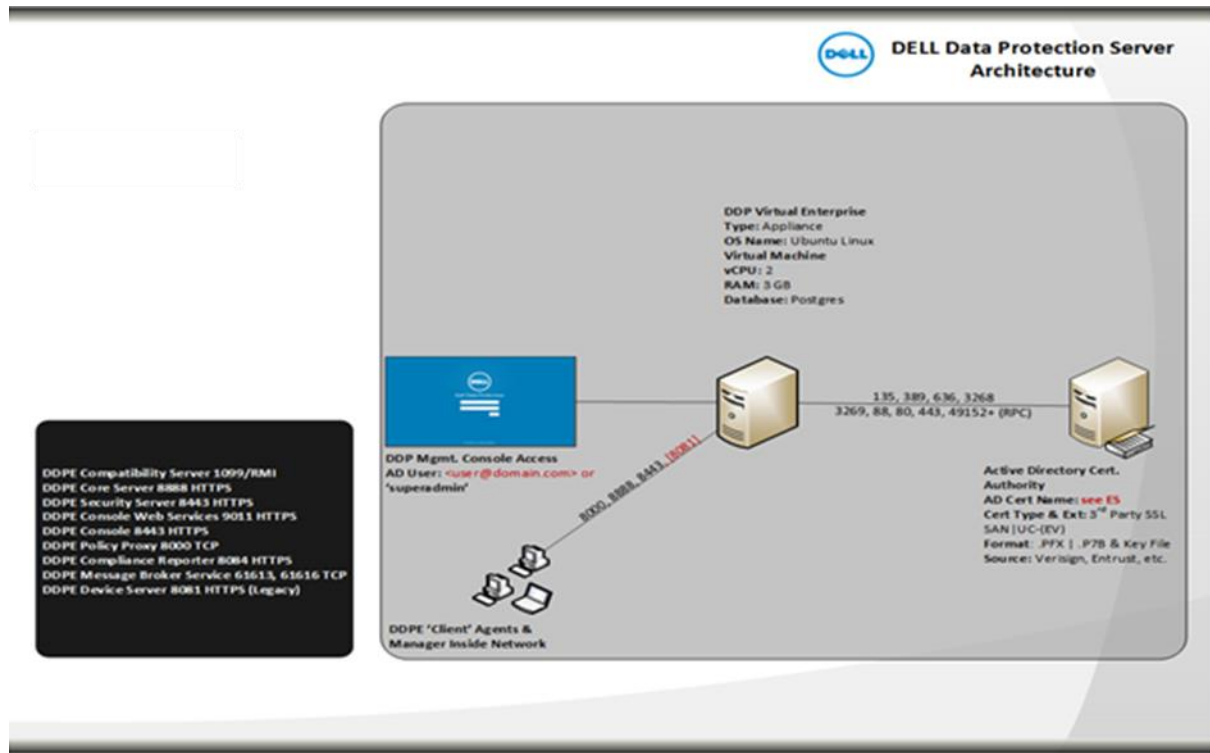 DELL
DELL Data Protection Server
Architecture
DDP Virtual Enterprise
Type: Appliance
OS Name: Ubuntu Linux
Virtual Machine
vCPU: 2
RAM: 3 GB
Database: Postgres
DELL
135, 389, 636, 3268
3269, 88, 80, 443, 49152+ (RPC)
DDP Mgmt. Console Access
AD User: <user@domain.com> or
'superadmin'
8000, 8888, 8443, [8081]
Active Directory Cert.
Authority
AD Cert Name: see ES
Cert Type & Ext: 3rd Party SSL
SAN|UC-(EV)
Format: .PFX | .P7B & Key File
Source: Verisign, Entrust, etc.
DDPE 'Client' Agents &
Manager Inside Network
DDPE Compatibility Server 1099/RMI
DDPE Core Server 8888 HTTPS
DDPE Security Server 8443 HTTPS
DDPE Console Web Services 9011 HTTPS
DDPE Console 8443 HTTPS
DDPE Policy Proxy 8000 TCP
DDPE Compliance Reporter 8084 HTTPS
DDPE Message Broker Service 61613, 61616 TCP
DDPE Device Server 8081 HTTPS (Legacy)